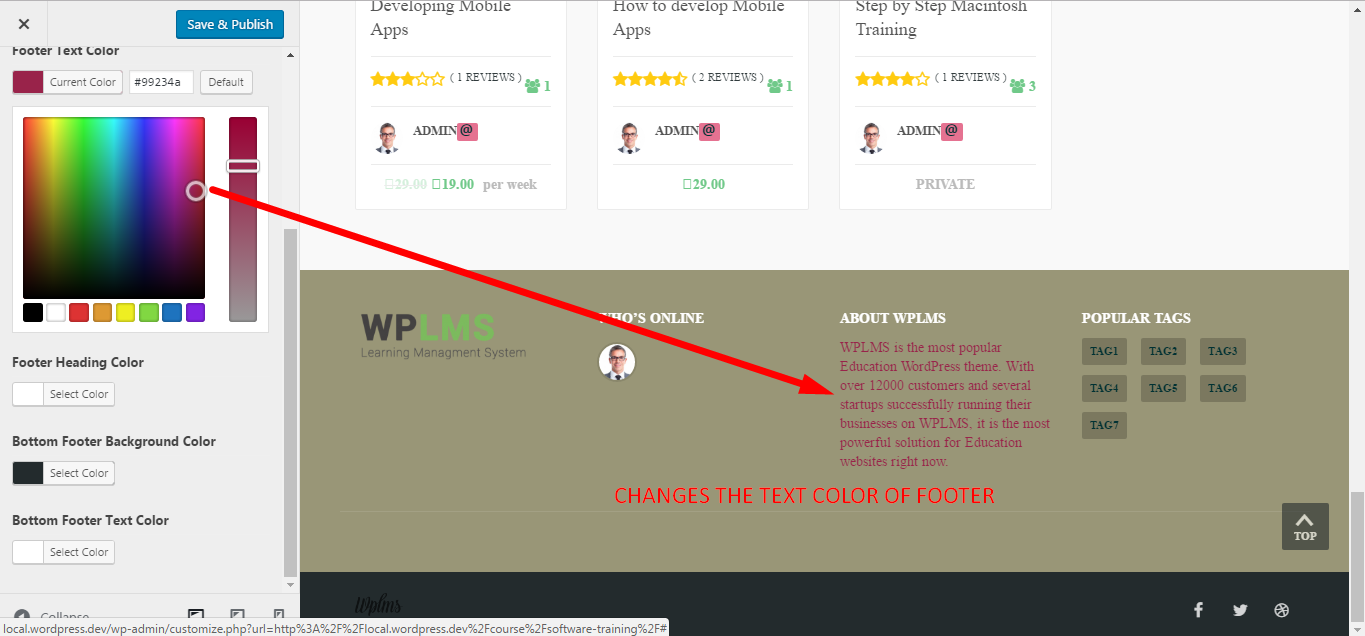 Save & Publish
Footer Text Color
Current Color
#99234a
Default
Footer Heading Color
Select Color
Bottom Footer Background Color
Select Color
Bottom Footer Text Color
Select Color
Collapse
Developing Mobile
Apps
( 1 REVIEWS )
1
ADMIN@
29.00 19.00 per week
How to develop Mobile
Apps
( 2 REVIEWS )
1
ADMIN@
29.00
Step by Step Macintosh
Training
( 1 REVIEWS )
3
ADMIN@
PRIVATE
WPLMS
Learning Managment System
WHO'S ONLINE
ABOUT WPLMS
WPLMS is the most popular
Education WordPress theme. With
over 12000 customers and several
startups successfully running their
businesses on WPLMS, it is the most
powerful solution for Education
websites right now.
POPULAR TAGS
TAG1 TAG2 TAG3
TAG4 TAG5 TAG6
TAG7
CHANGES THE TEXT COLOR OF FOOTER
TOP
Wplms
local.wordpress.dev/wp-admin/customize.php?url=http%3A%2F%2Flocal.wordpress.dev%2Fcourse%2Fsoftware-training%2F#